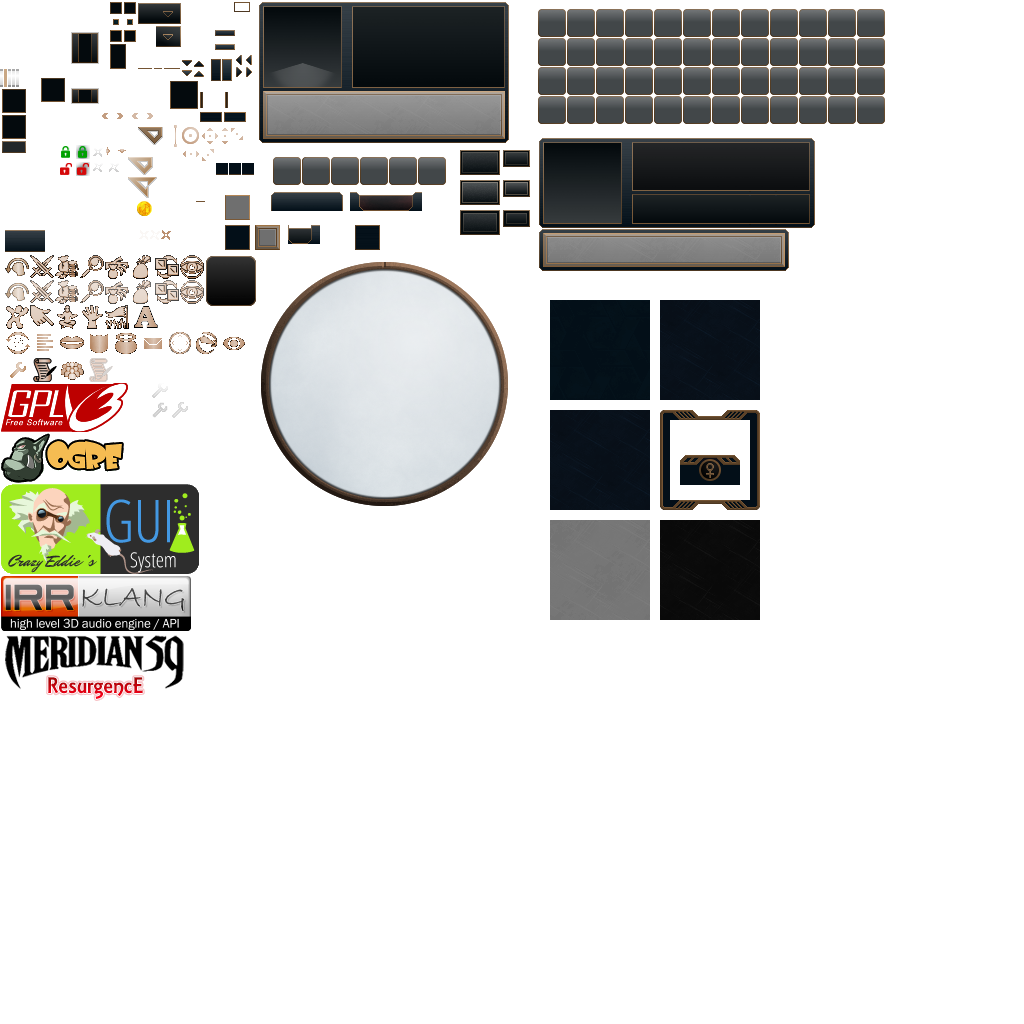 A
GPL v3
Free Software
OGRE
GUI
Crazy Eddie's System
IRR KLANG
high level 3D audio engine / API
MERIDIAN 59
ResurgencE